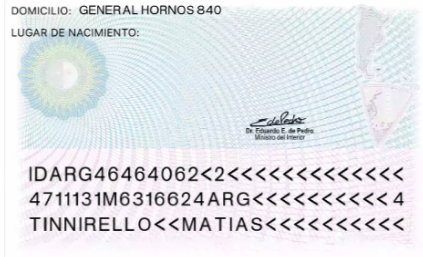 DOMICILIO: GENERAL HORNOS 840
LUGAR DE NACIMIENTO:
Dr. Eduardo E. de Pedro
Ministro del Interior
IDARG46464062<2<<<<<<<<<<<<<<<
4711131M6316624ARG<<<<<<<<<<<4
TINNIRELLO<<MATIAS<<<<<<<<<<<<